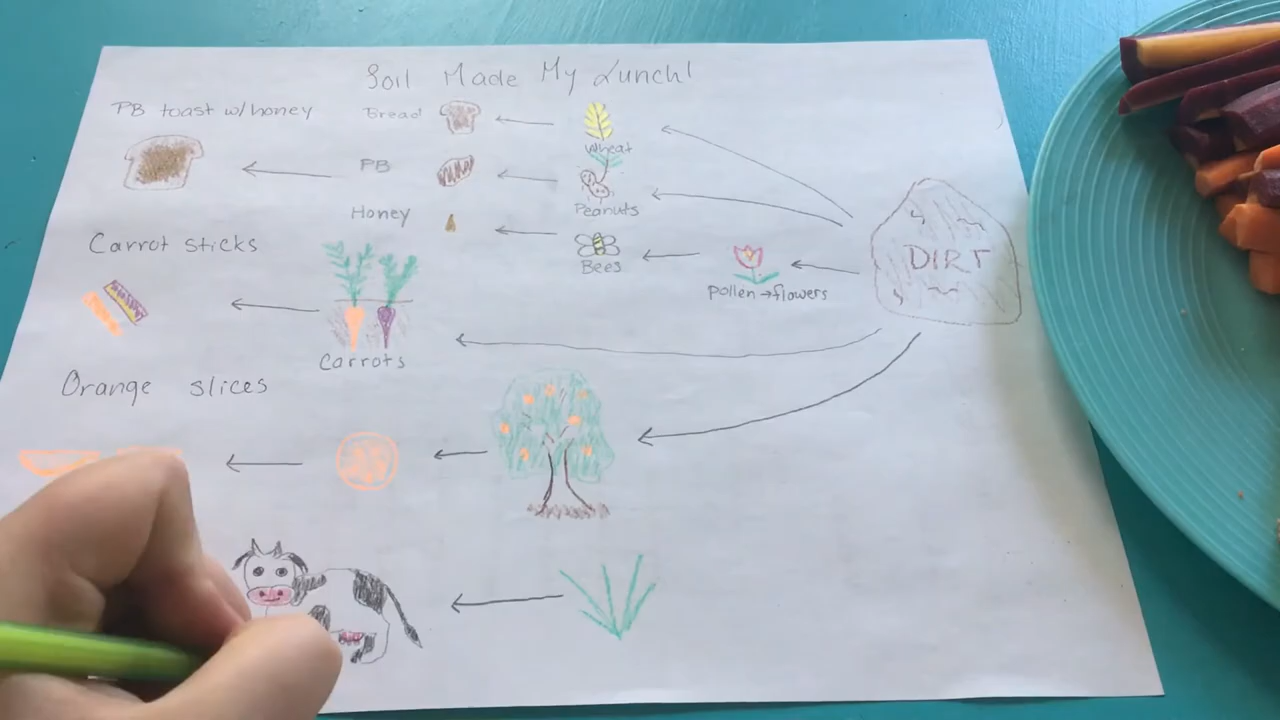 Soil Made My Lunch!
PB toast w/honey
Bread
Wheat
PB
Peanuts
Honey
Bees
pollen→flowers
DIRT
Carrot sticks
Carrots
Orange slices